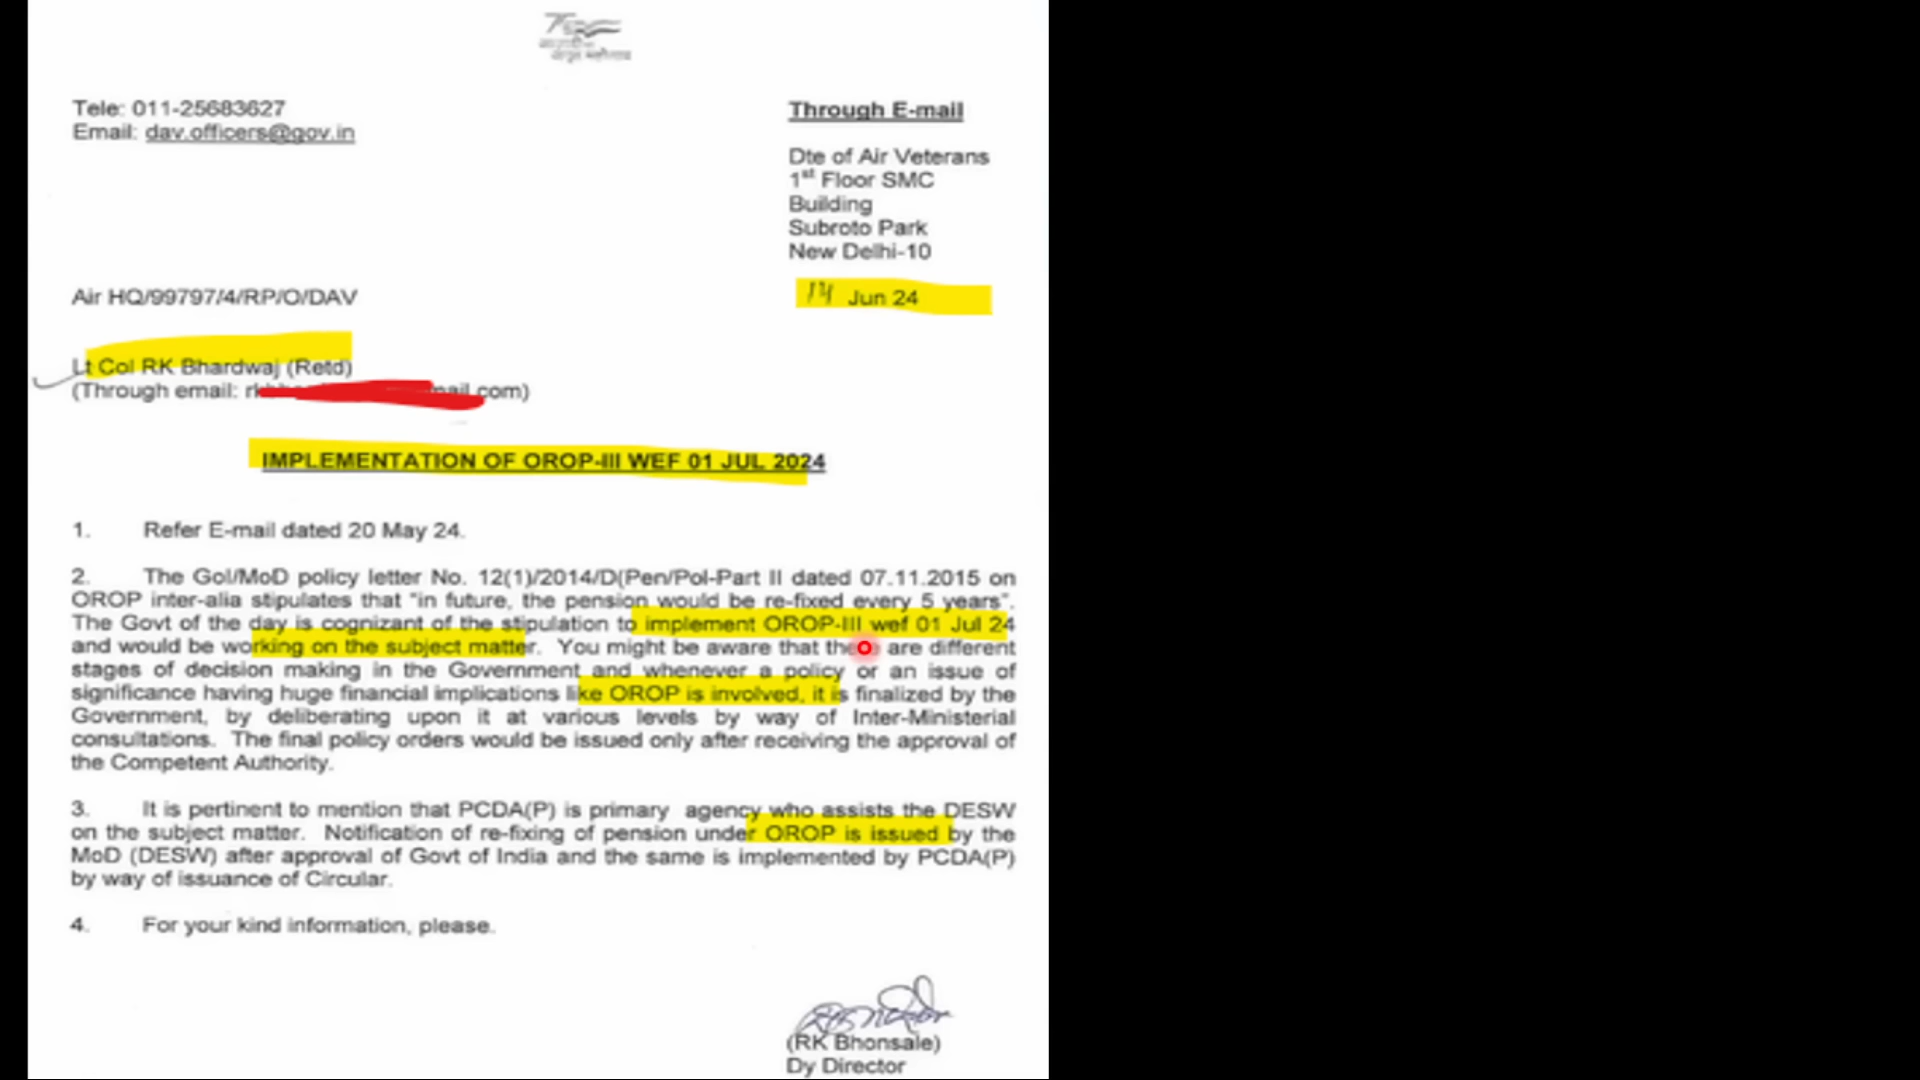 Tele: 011-25683627
Email: dav.officers@gov.in
Through E-mail
Dte of Air Veterans
1st Floor SMC
Building
Subroto Park
New Delhi-10
Air HQ/99797/4/RP/O/DAV
14 Jun 24
Lt Col RK Bhardwaj (Retd)
(Through email: mail.com)
IMPLEMENTATION OF OROP-III WEF 01 JUL 2024
1. Refer E-mail dated 20 May 24.
2. The GoI/MoD policy letter No. 12(1)/2014/D(Pen/Pol-Part II dated 07.11.2015 on
OROP inter-alia stipulates that "in future, the pension would be re-fixed every 5 years".
The Govt of the day is cognizant of the stipulation to implement OROP-III wef 01 Jul 24
and would be working on the subject matter. You might be aware that there are different
stages of decision making in the Government and whenever a policy or an issue of
significance having huge financial implications like OROP is involved, it is finalized by the
Government, by deliberating upon it at various levels by way of Inter-Ministerial
consultations. The final policy orders would be issued only after receiving the approval of
the Competent Authority.
3. It is pertinent to mention that PCDA(P) is primary agency who assists the DESW
on the subject matter. Notification of re-fixing of pension under OROP is issued by the
MoD (DESW) after approval of Govt of India and the same is implemented by PCDA(P)
by way of issuance of Circular.
4. For your kind information, please.
(RK Bhonsale)
Dy Director